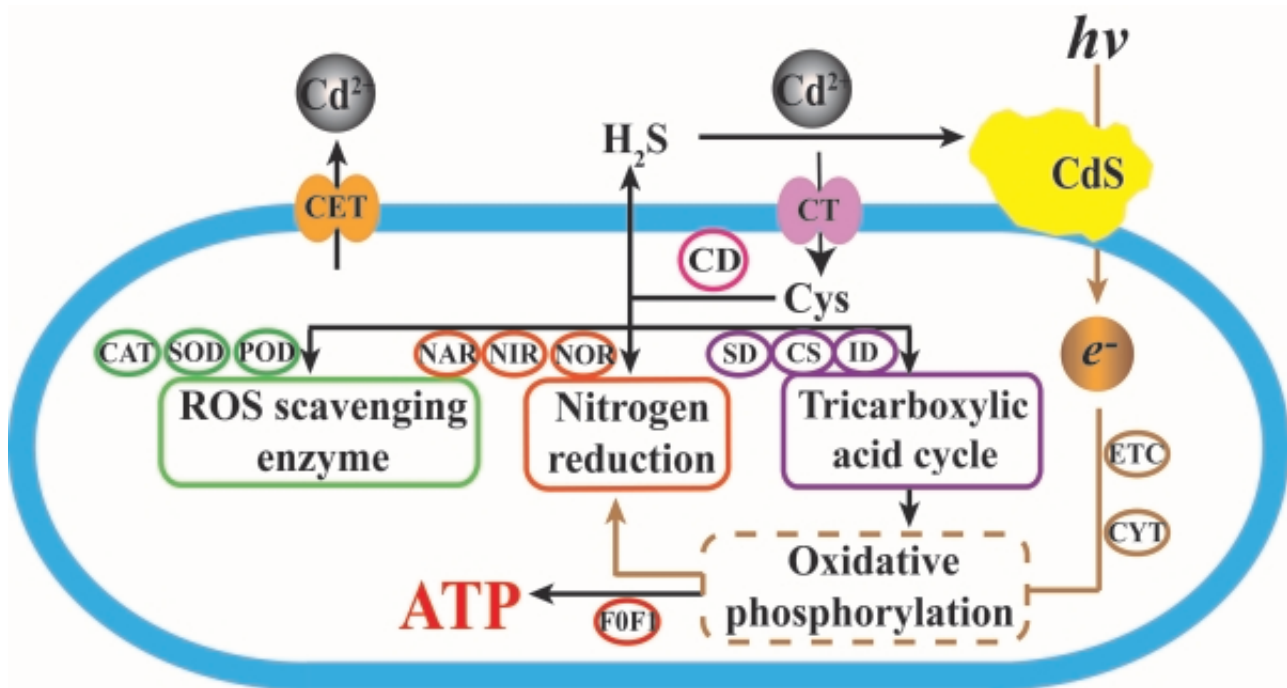 hν
Cd²⁺
Cd²⁺
H₂S
CdS
CET
CT
CD
Cys
CAT
SOD
POD
NAR
NIR
NOR
SD
CS
ID
e⁻
ROS scavenging
enzyme
Nitrogen
reduction
Tricarboxylic
acid cycle
ETC
CYT
Oxidative
phosphorylation
ATP
F0F1